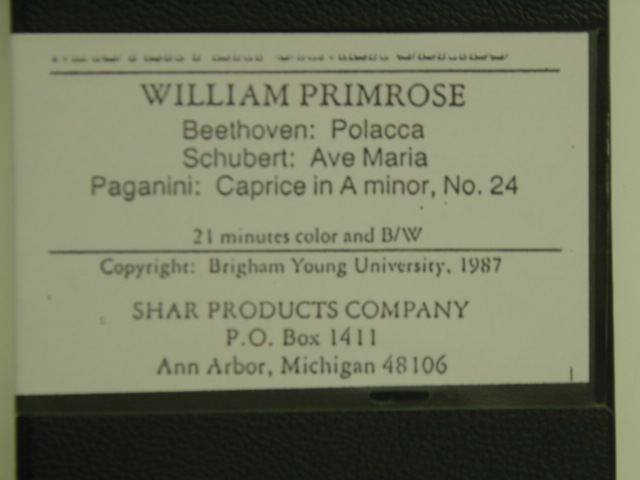 WILLIAM PRIMROSE
Beethoven: Polacca
Schubert: Ave Maria
Paganini: Caprice in A minor, No. 24
21 minutes color and B/W
Copyright: Brigham Young University, 1987
SHAR PRODUCTS COMPANY
P.O. Box 1411
Ann Arbor, Michigan 48106